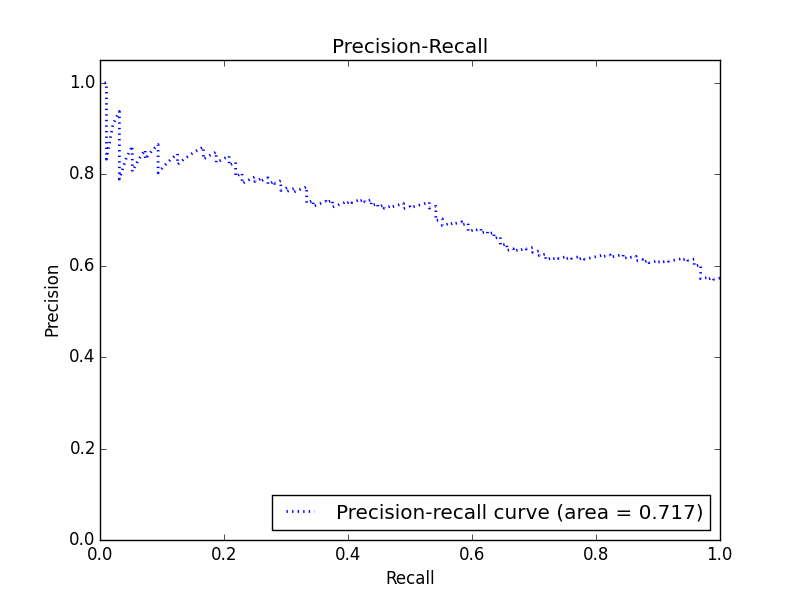 Precision-Recall
1.0
0.8
0.6
0.4
0.2
0.0
Precision
Precision-recall curve (area = 0.717)
0.0 0.2 0.4 0.6 0.8 1.0
Recall